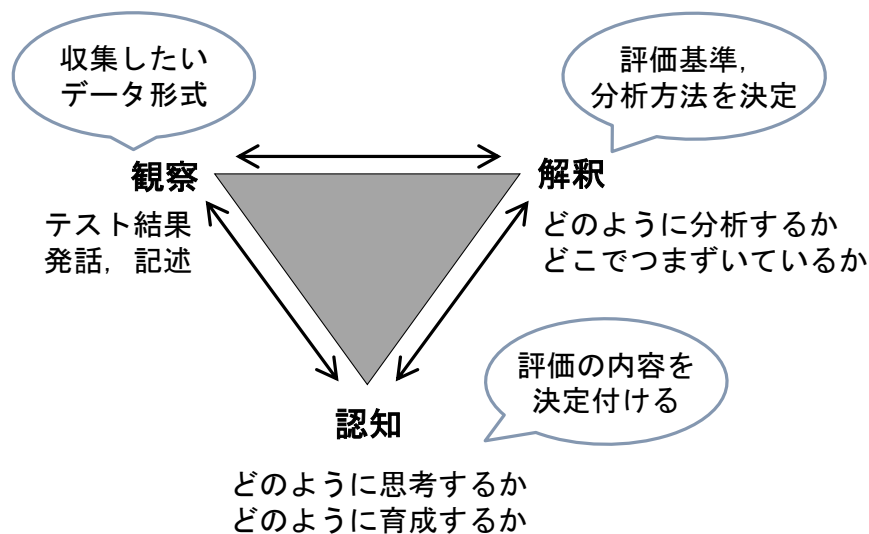 収集したい
データ形式
評価基準,
分析方法を決定
観察
解釈
テスト結果
発話，記述
どのように分析するか
どこでつまずいているか
評価の内容を
決定付ける
認知
どのように思考するか
どのように育成するか